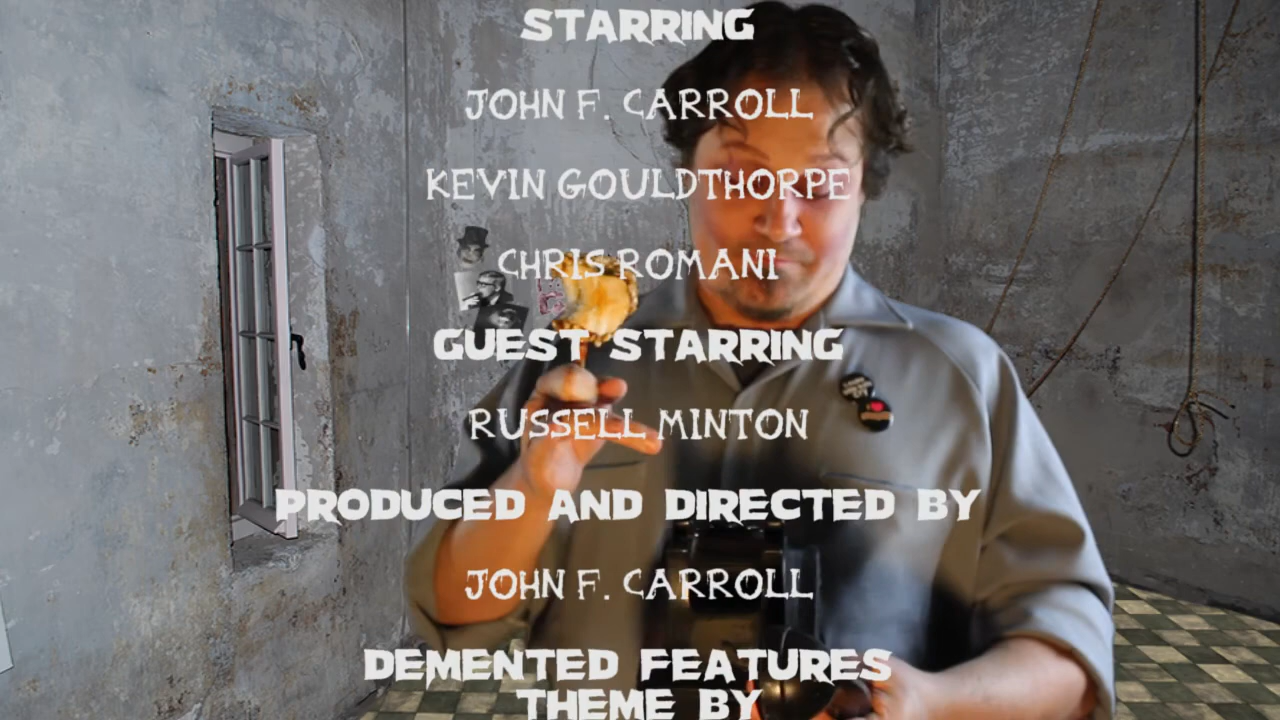 STARRING
JOHN F. CARROLL
KEVIN GOULDTHORPE
CHRIS ROMANI
GUEST STARRING
RUSSELL MINTON
PRODUCED AND DIRECTED BY
JOHN F. CARROLL
DEMENTED FEATURES
THEME BY